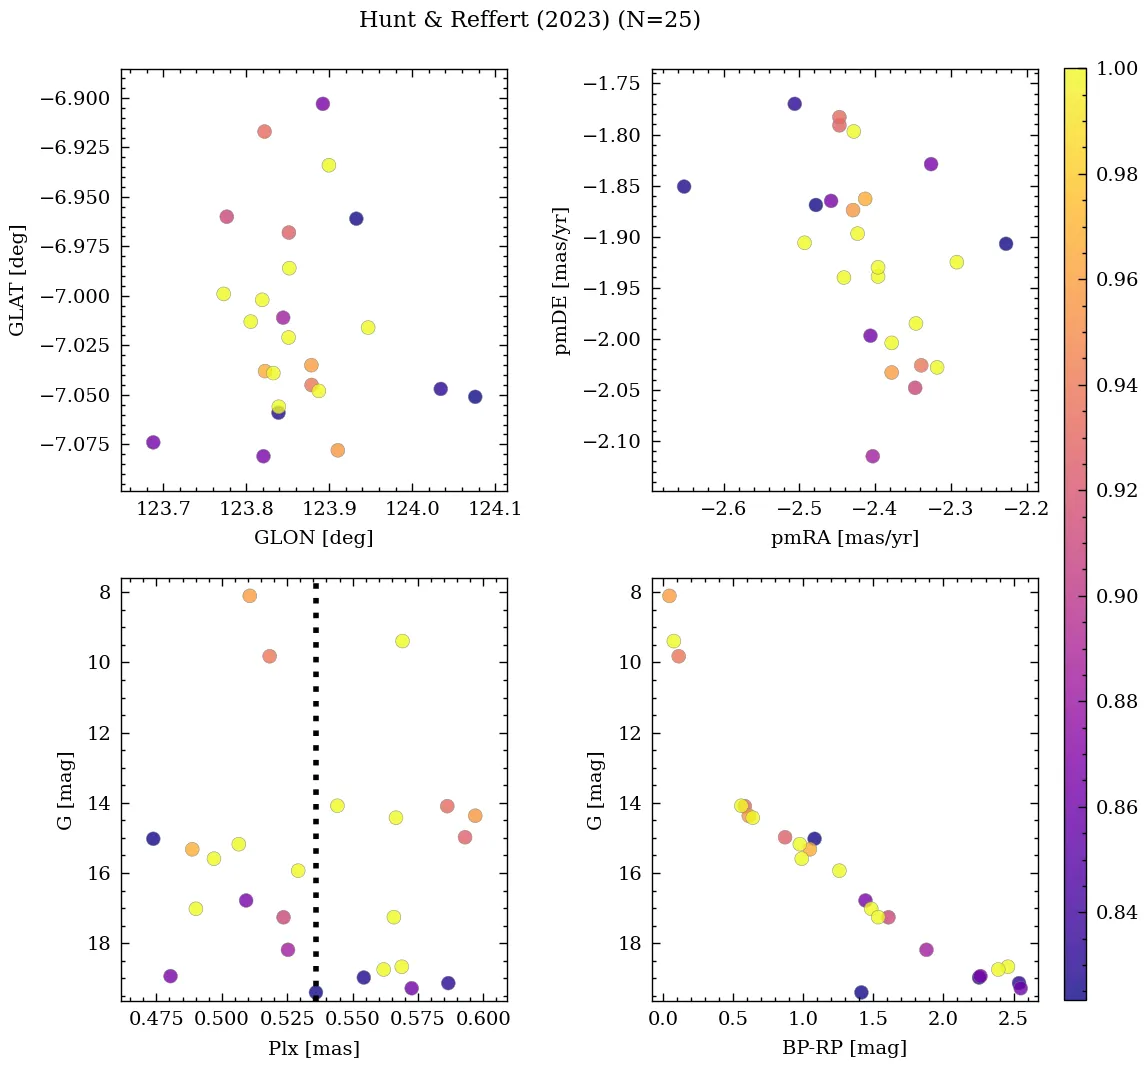 Hunt & Reffert (2023) (N=25)
−6.900
−6.925
−6.950
−6.975
−7.000
−7.025
−7.050
−7.075
GLAT [deg]
123.7 123.8 123.9 124.0 124.1
GLON [deg]
−1.75
−1.80
−1.85
−1.90
−1.95
−2.00
−2.05
−2.10
pmDE [mas/yr]
−2.6 −2.5 −2.4 −2.3 −2.2
pmRA [mas/yr]
8
10
12
14
16
18
G [mag]
0.475 0.500 0.525 0.550 0.575 0.600
Plx [mas]
8
10
12
14
16
18
G [mag]
0.0 0.5 1.0 1.5 2.0 2.5
BP-RP [mag]
1.00
0.98
0.96
0.94
0.92
0.90
0.88
0.86
0.84